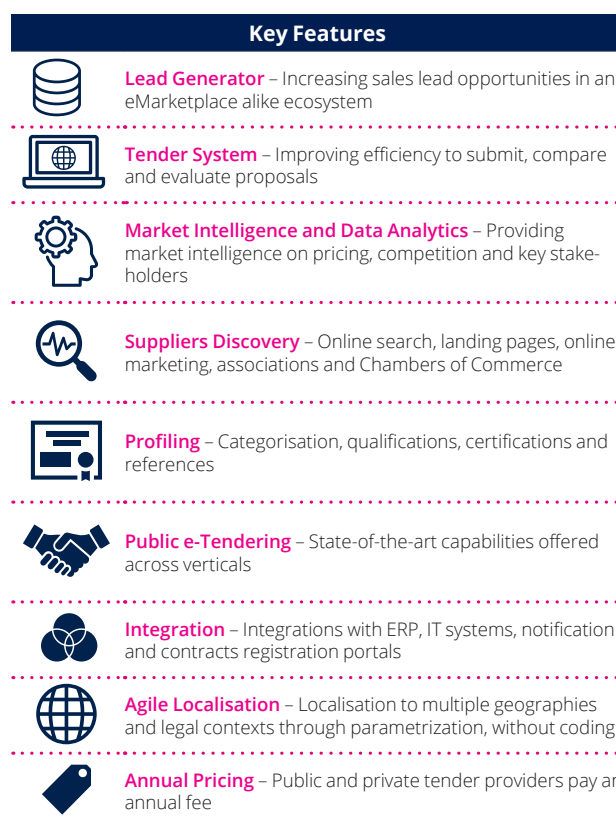 Key Features
Lead Generator – Increasing sales lead opportunities in an
eMarketplace alike ecosystem
Tender System – Improving efficiency to submit, compare
and evaluate proposals
Market Intelligence and Data Analytics – Providing
market intelligence on pricing, competition and key stake-
holders
Suppliers Discovery – Online search, landing pages, online
marketing, associations and Chambers of Commerce
Profiling – Categorisation, qualifications, certifications and
references
Public e-Tendering – State-of-the-art capabilities offered
across verticals
Integration – Integrations with ERP, IT systems, notification
and contracts registration portals
Agile Localisation – Localisation to multiple geographies
and legal contexts through parametrization, without coding
Annual Pricing – Public and private tender providers pay an
annual fee